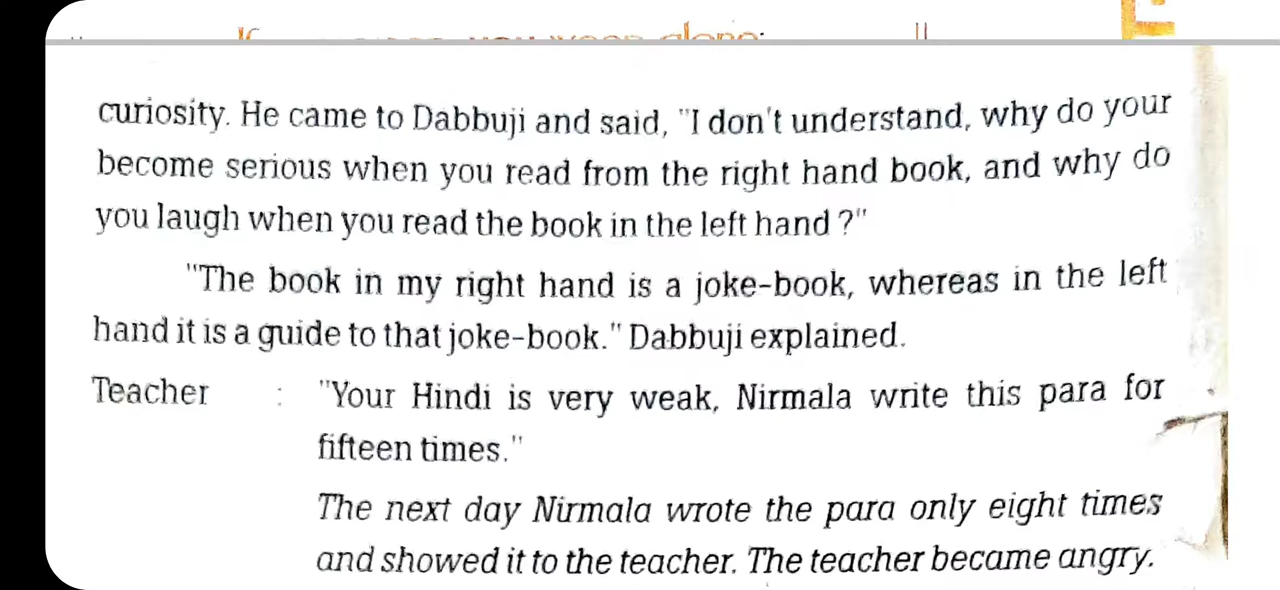 curiosity. He came to Dabbuji and said, "I don't understand, why do your
become serious when you read from the right hand book, and why do
you laugh when you read the book in the left hand ?"
"The book in my right hand is a joke-book, whereas in the left
hand it is a guide to that joke-book." Dabbuji explained.
Teacher : "Your Hindi is very weak, Nirmala write this para for
fifteen times."
The next day Nirmala wrote the para only eight times
and showed it to the teacher. The teacher became angry.